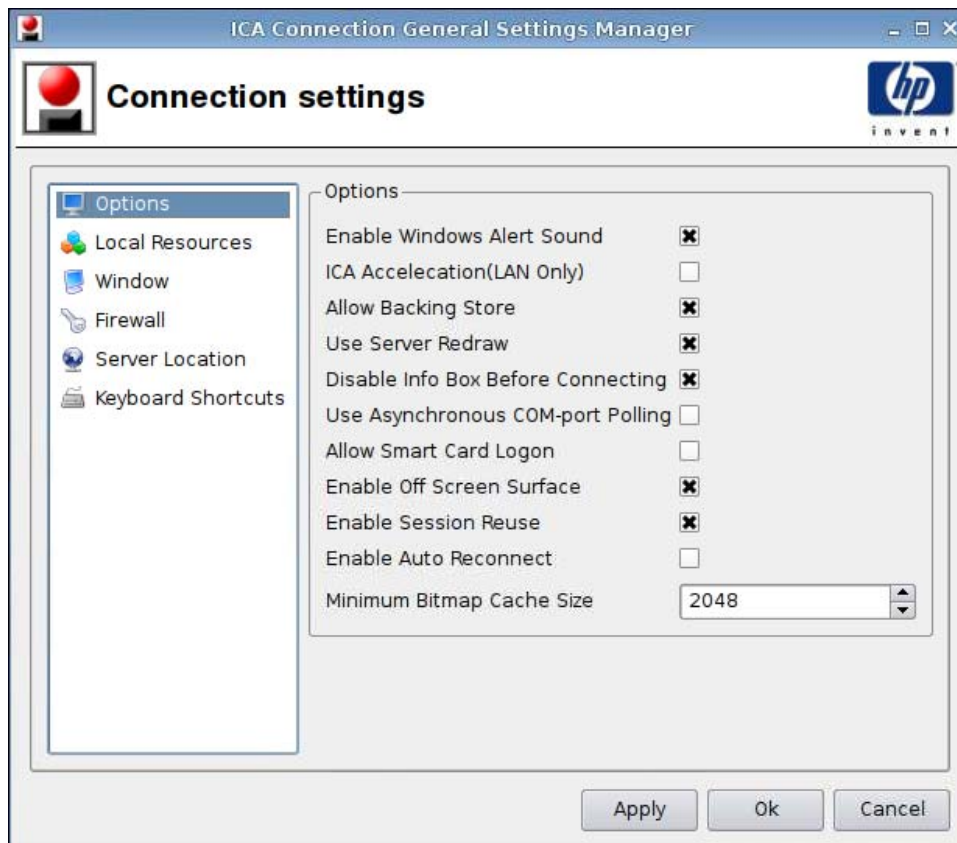 ICA Connection General Settings Manager
Connection settings
hp
invent
Options
Local Resources
Window
Firewall
Server Location
Keyboard Shortcuts
Options
Enable Windows Alert Sound
ICA Accelecation(LAN Only)
Allow Backing Store
Use Server Redraw
Disable Info Box Before Connecting
Use Asynchronous COM-port Polling
Allow Smart Card Logon
Enable Off Screen Surface
Enable Session Reuse
Enable Auto Reconnect
Minimum Bitmap Cache Size 2048
Apply Ok Cancel